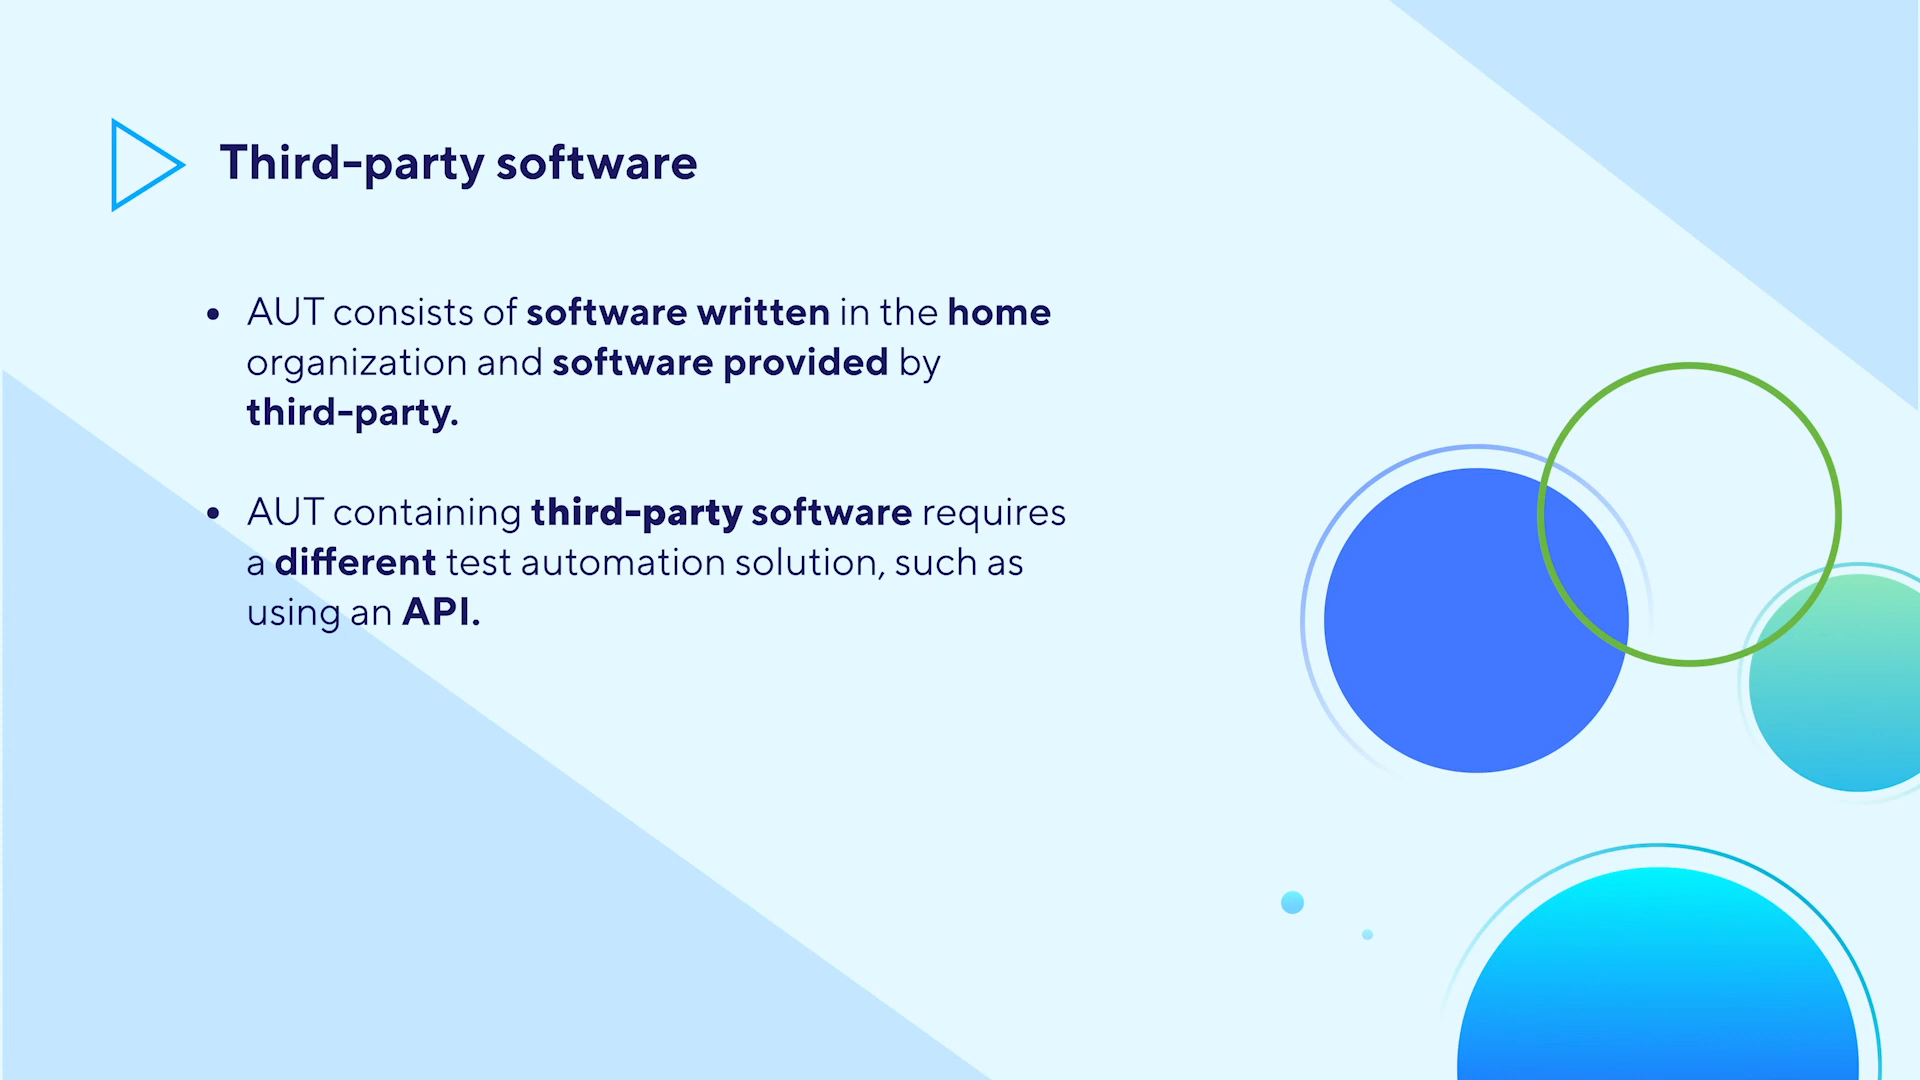 Third-party software
• AUT consists of software written in the home
organization and software provided by
third-party.
• AUT containing third-party software requires
a different test automation solution, such as
using an API.